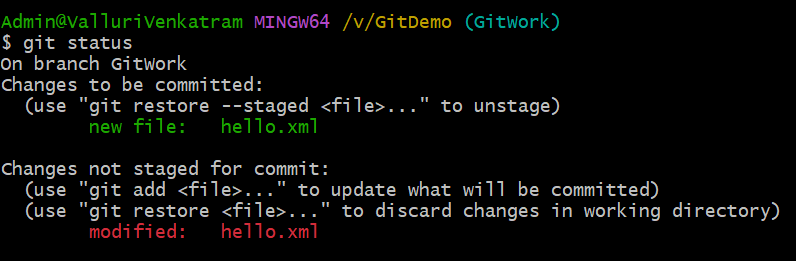 Admin@ValluriVenkatram MINGW64 /v/GitDemo (GitWork)
$ git status
On branch GitWork
Changes to be committed:
  (use "git restore --staged <file>..." to unstage)
        new file:   hello.xml

Changes not staged for commit:
  (use "git add <file>..." to update what will be committed)
  (use "git restore <file>..." to discard changes in working directory)
        modified:   hello.xml